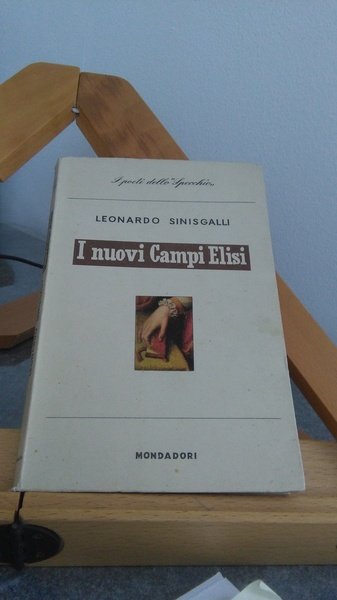 I poeti dello "Specchio"
LEONARDO SINISGALLI
I nuovi Campi Elisi
MONDADORI